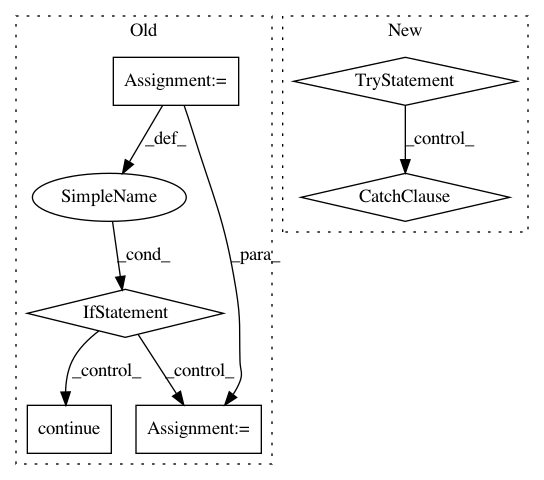 Old
New
Assignment:=
TryStatement
_def_
_control_
SimpleName
CatchClause
_cond_
_para_
IfStatement
_control_
_control_
continue
Assignment:=